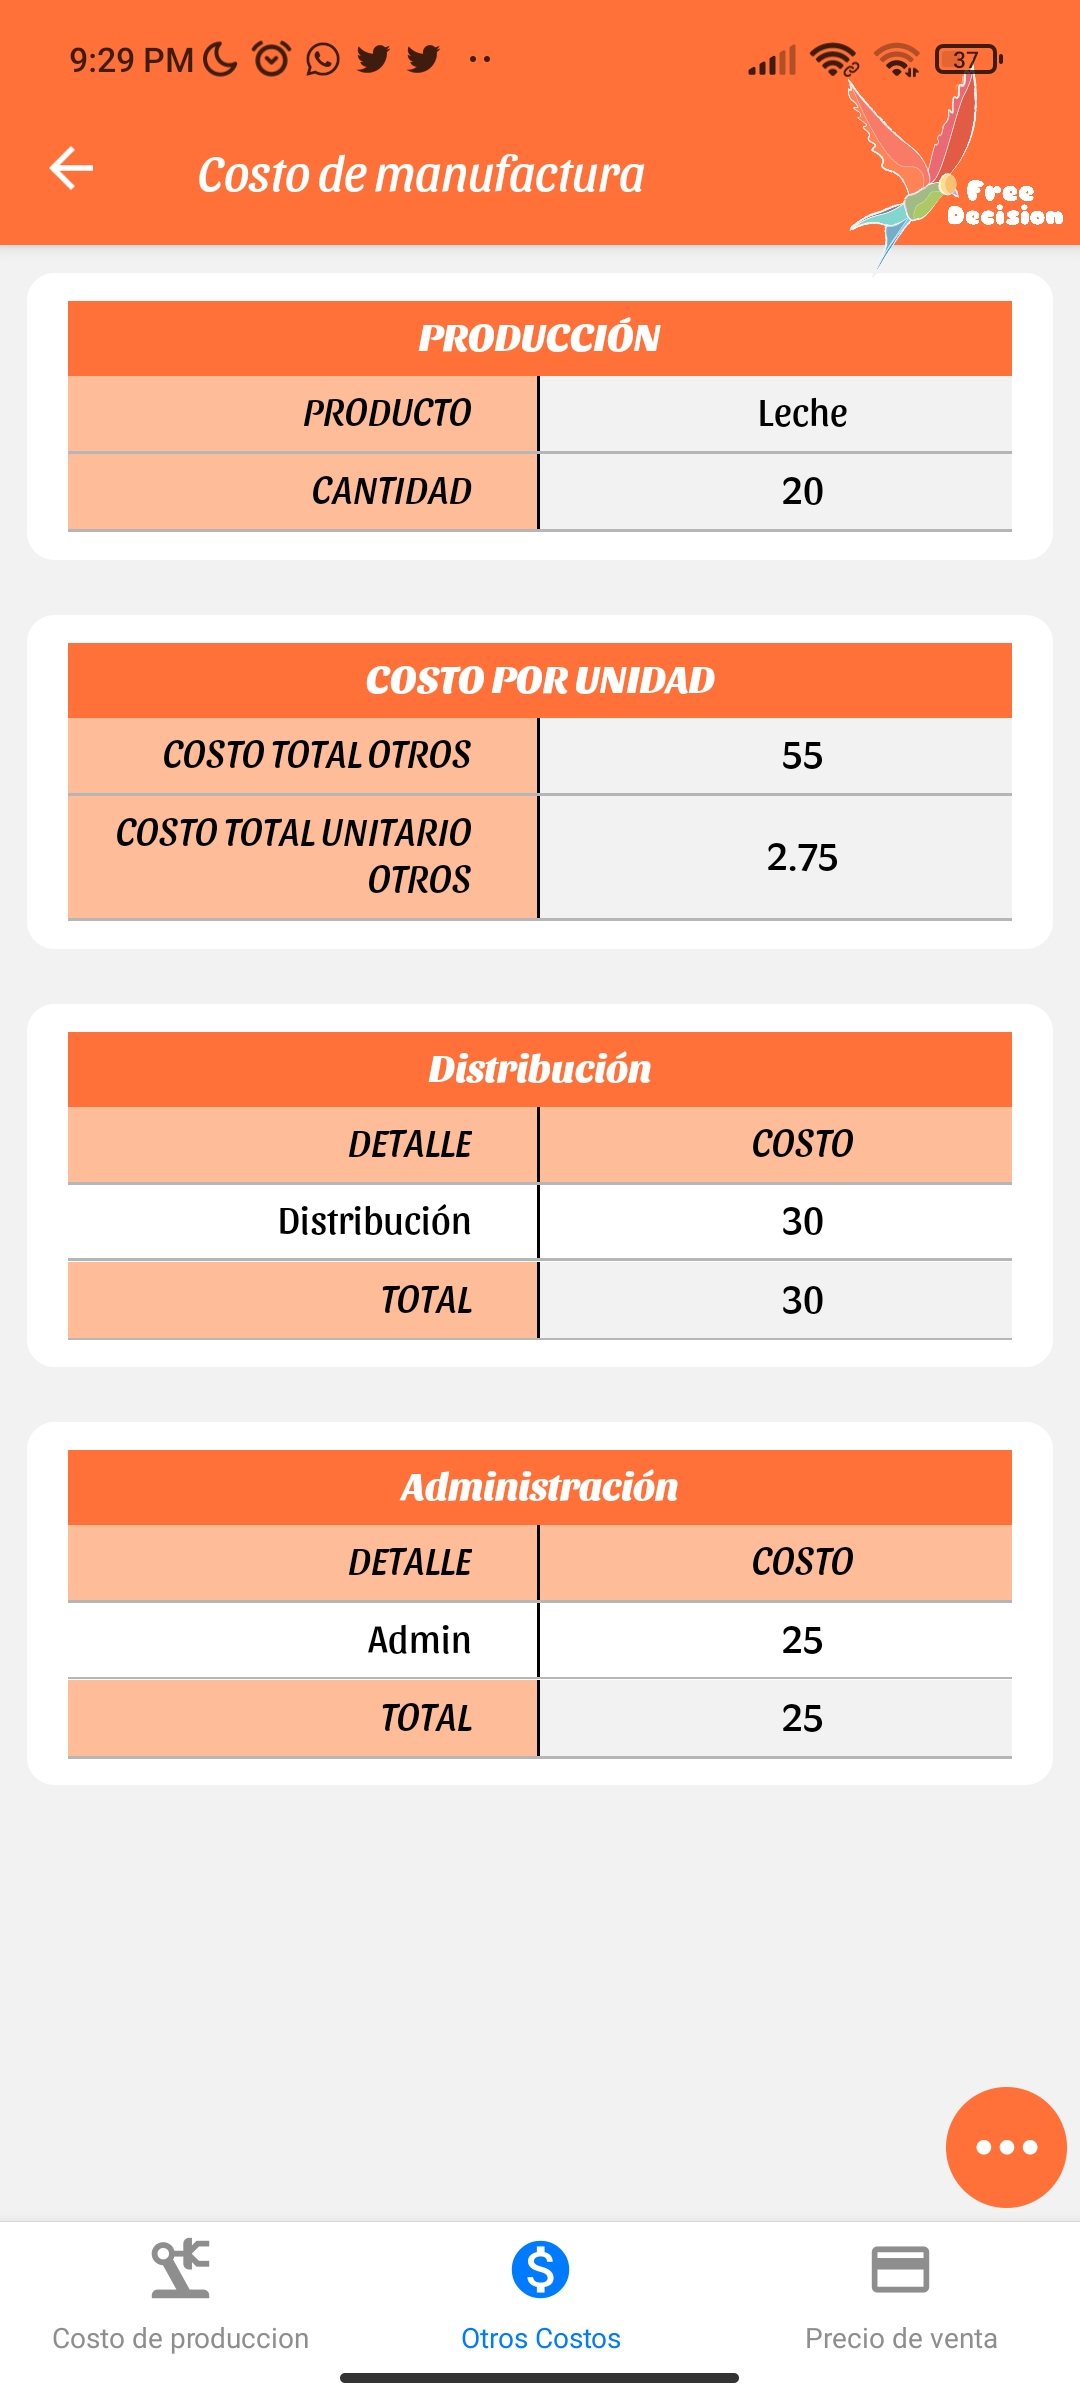 9:29 PM
37
Costo de manufactura
Free
Decision
PRODUCCIÓN
PRODUCTO Leche
CANTIDAD 20
COSTO POR UNIDAD
COSTO TOTAL OTROS 55
COSTO TOTAL UNITARIO
OTROS 2.75
Distribución
DETALLE COSTO
Distribución 30
TOTAL 30
Administración
DETALLE COSTO
Admin 25
TOTAL 25
Costo de produccion
Otros Costos
Precio de venta